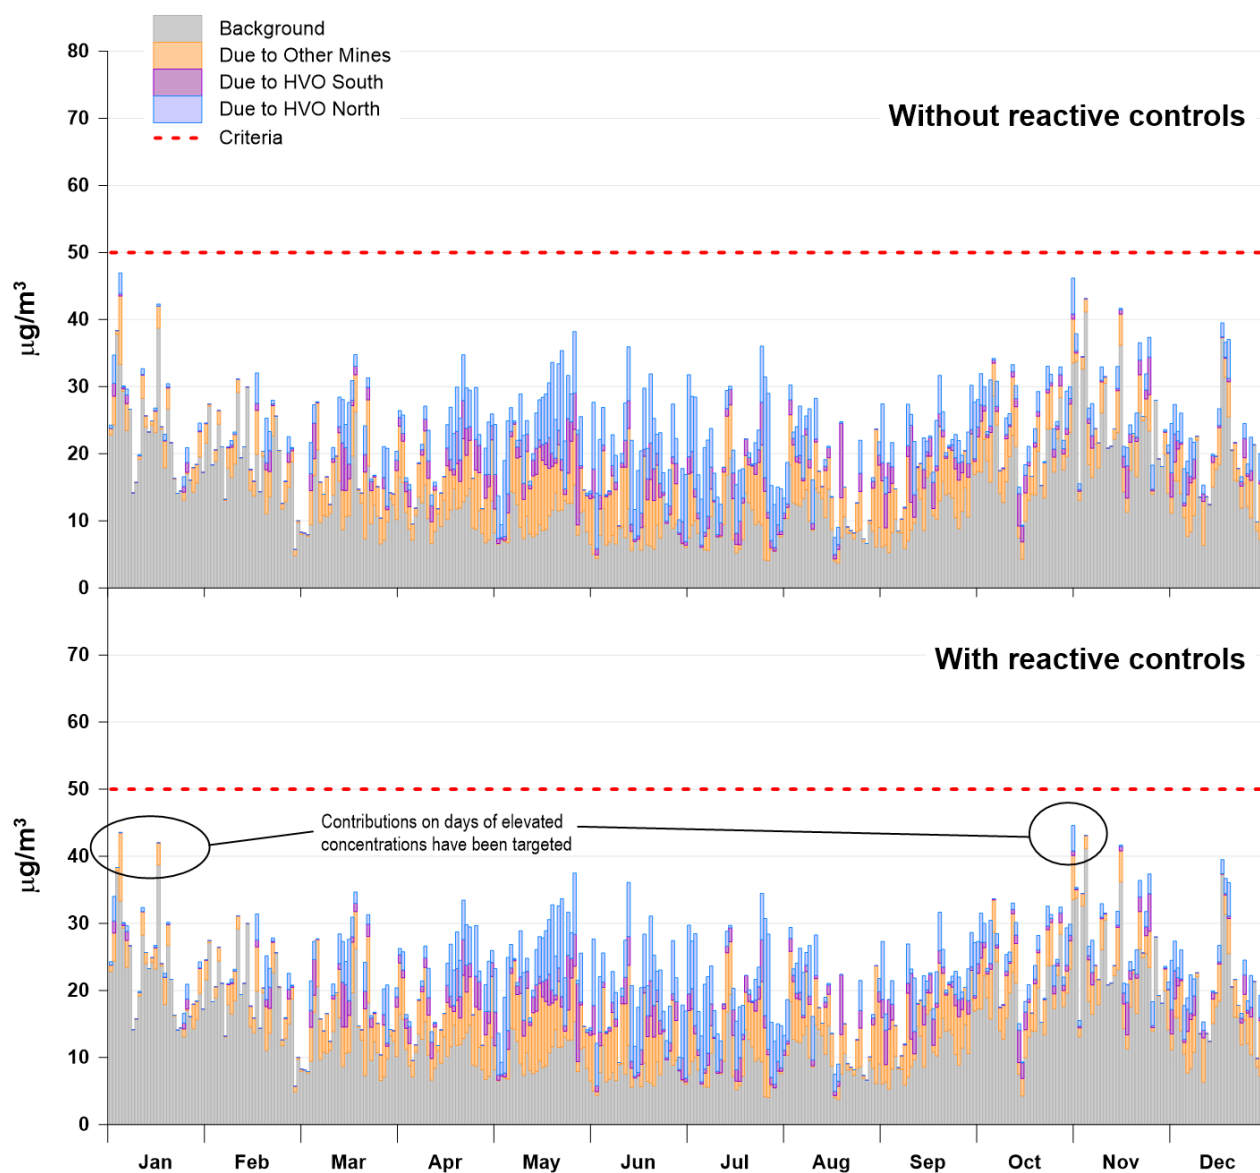 Background
Due to Other Mines
Due to HVO South
Due to HVO North
Criteria
Without reactive controls
80
70
60
50
40
30
20
10
0
µg/m³
With reactive controls
70
60
50
40
30
20
10
0
µg/m³
Contributions on days of elevated
concentrations have been targeted
Jan Feb Mar Apr May Jun Jul Aug Sep Oct Nov Dec